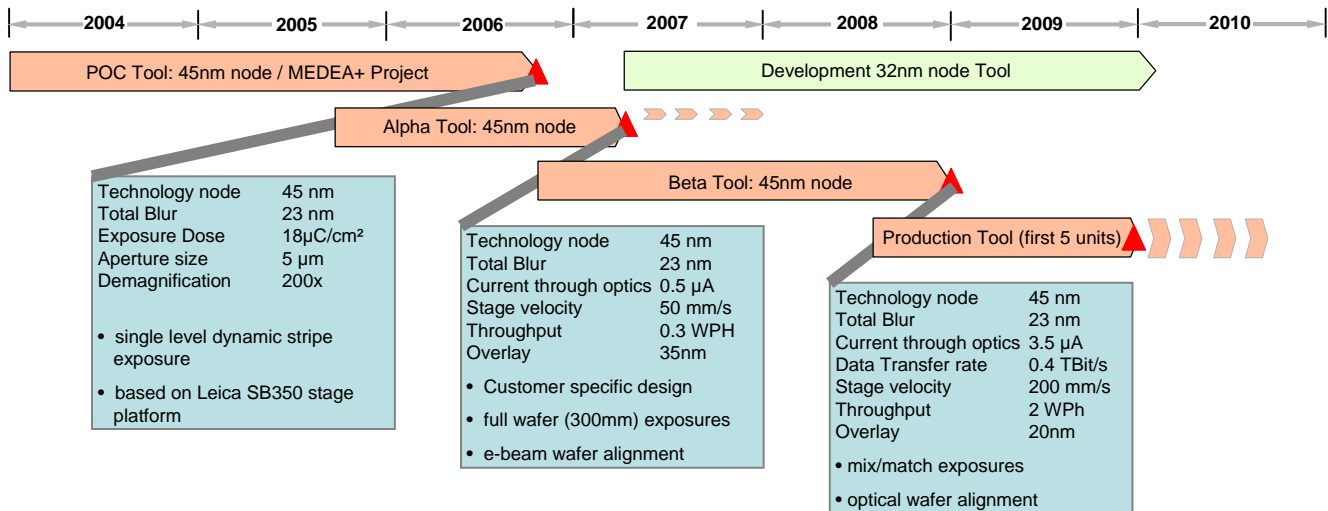 2004 2005 2006 2007 2008 2009 2010
POC Tool: 45nm node / MEDEA+ Project
Development 32nm node Tool
Alpha Tool: 45nm node
Beta Tool: 45nm node
Production Tool (first 5 units)
Technology node 45 nm
Total Blur 23 nm
Exposure Dose 18µC/cm²
Aperture size 5 µm
Demagnification 200x
• single level dynamic stripe
exposure
• based on Leica SB350 stage
platform
Technology node 45 nm
Total Blur 23 nm
Current through optics 0.5 µA
Stage velocity 50 mm/s
Throughput 0.3 WPH
Overlay 35nm
• Customer specific design
• full wafer (300mm) exposures
• e-beam wafer alignment
Technology node 45 nm
Total Blur 23 nm
Current through optics 3.5 µA
Data Transfer rate 0.4 TBit/s
Stage velocity 200 mm/s
Throughput 2 WPh
Overlay 20nm
• mix/match exposures
• optical wafer alignment